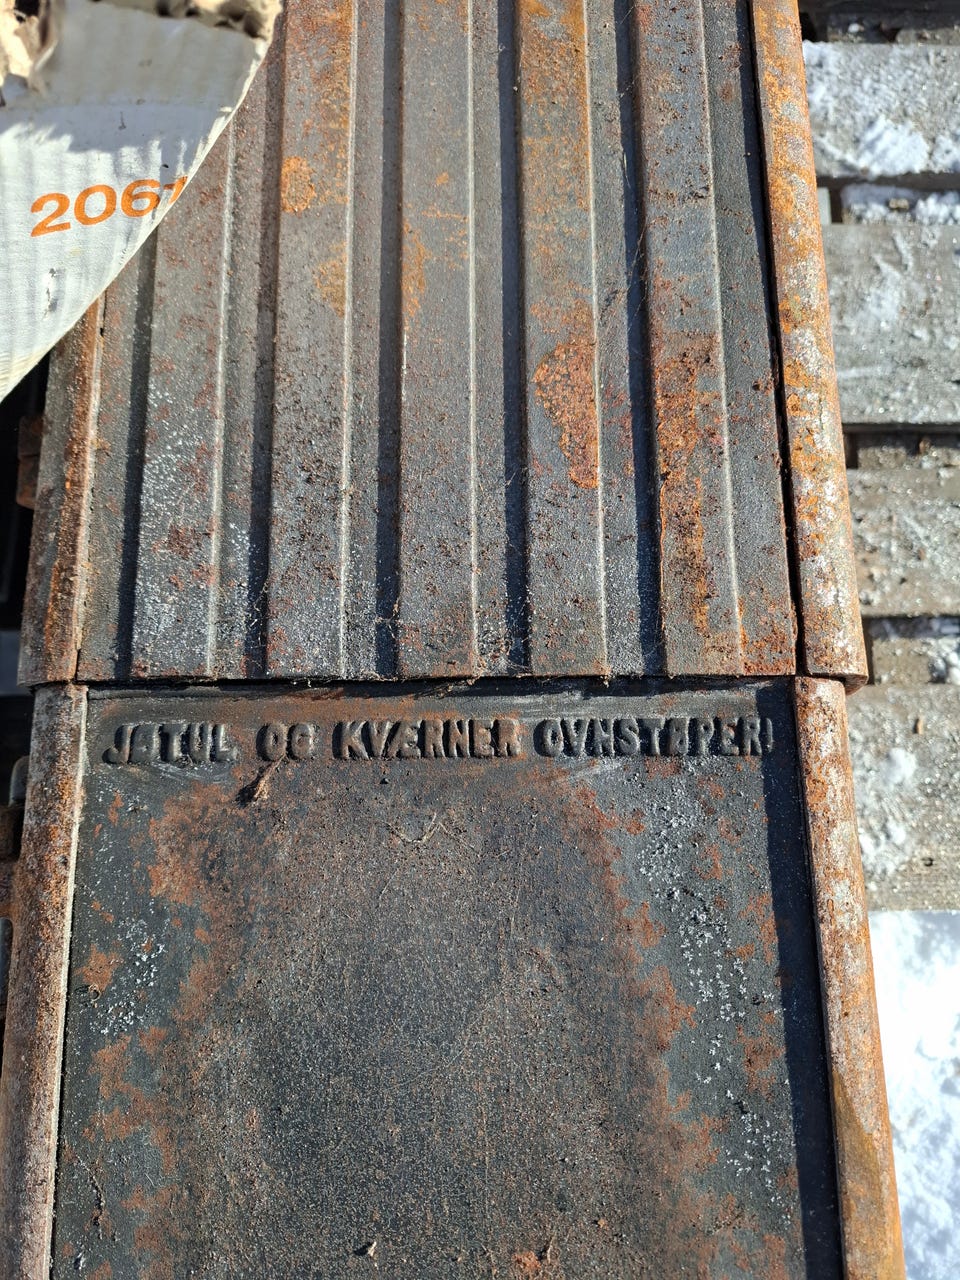 2067
JØTUL OG KVÆRNER OVNSTØPERI